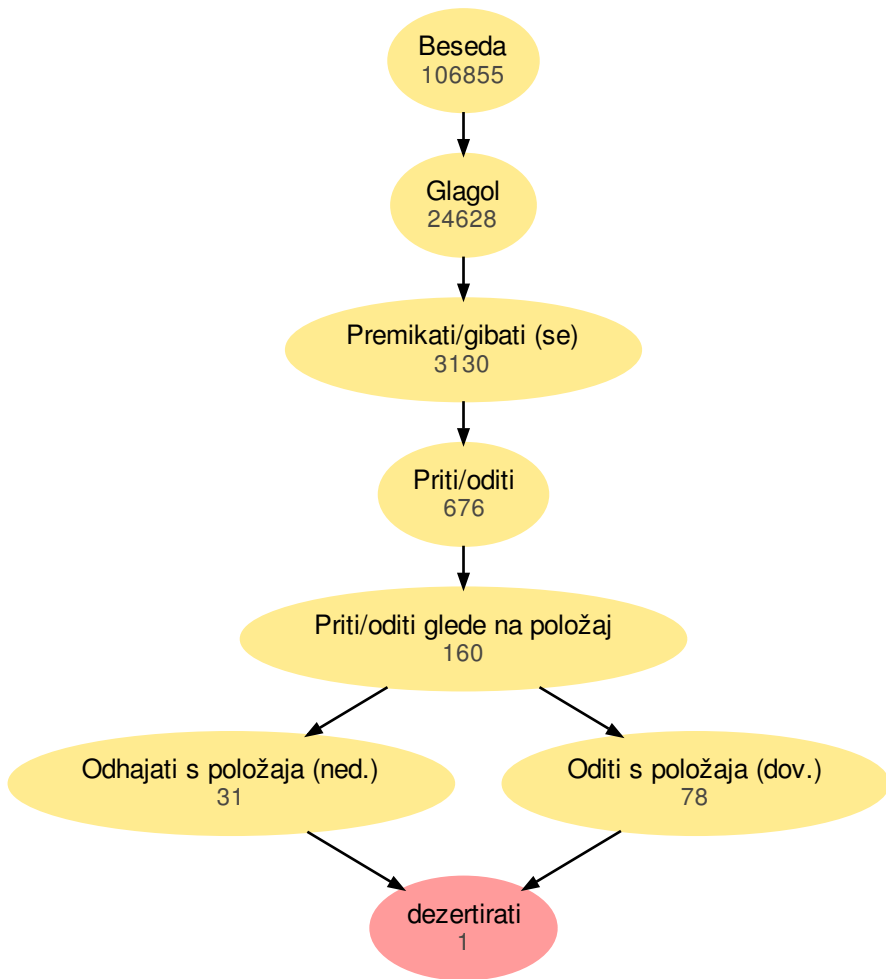 Beseda
106855
Glagol
24628
Premikati/gibati (se)
3130
Priti/oditi
676
Priti/oditi glede na položaj
160
Odhajati s položaja (ned.)
31
Oditi s položaja (dov.)
78
dezertirati
1